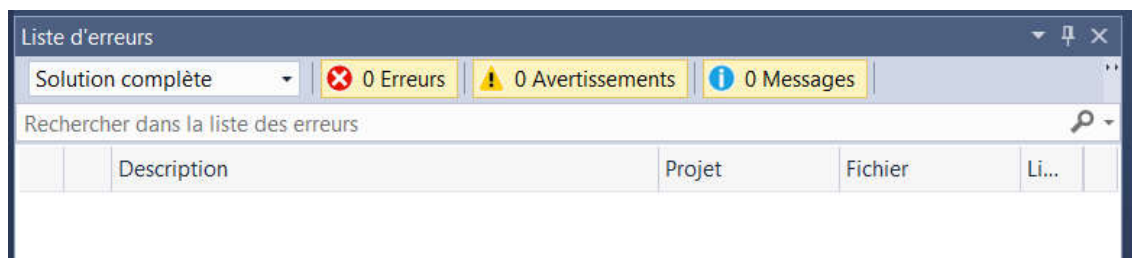 Liste d'erreurs
Solution complète 0 Erreurs 0 Avertissements 0 Messages
Rechercher dans la liste des erreurs
Description Projet Fichier Li...